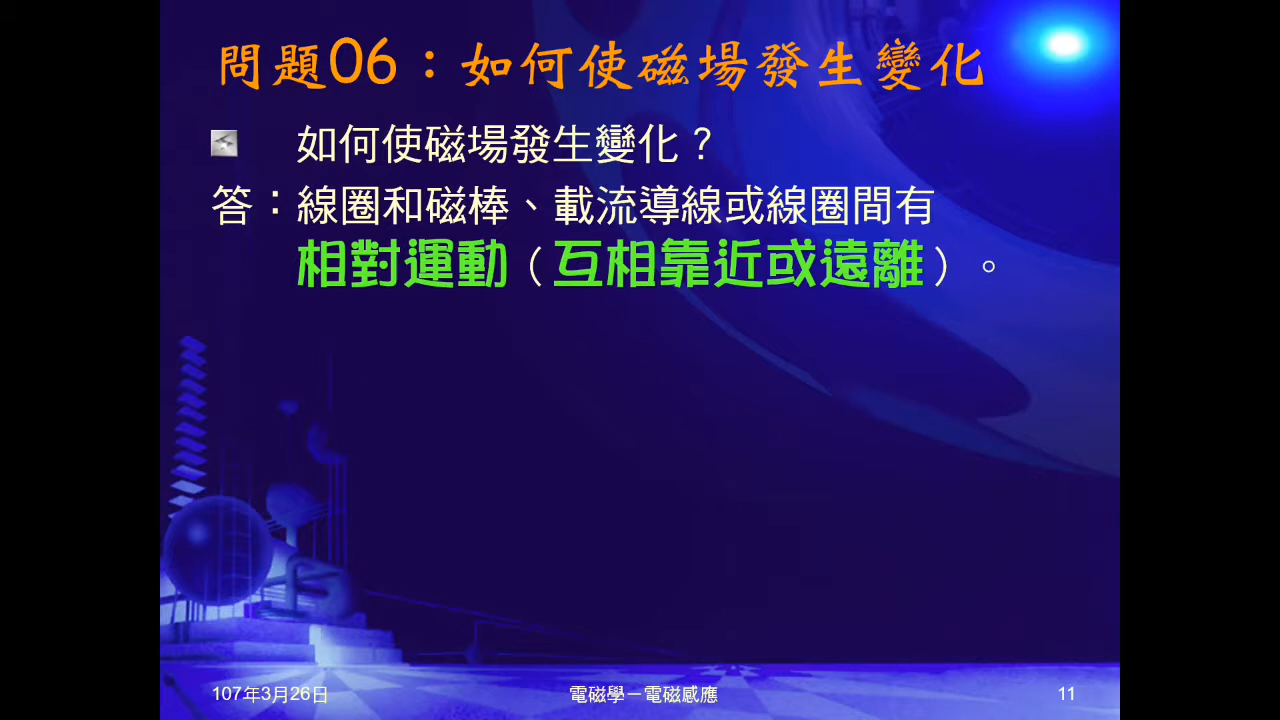 問題06：如何使磁場發生變化
如何使磁場發生變化？
答：線圈和磁棒、載流導線或線圈間有
相對運動（互相靠近或遠離）。
107年3月26日
電磁學－電磁感應
11